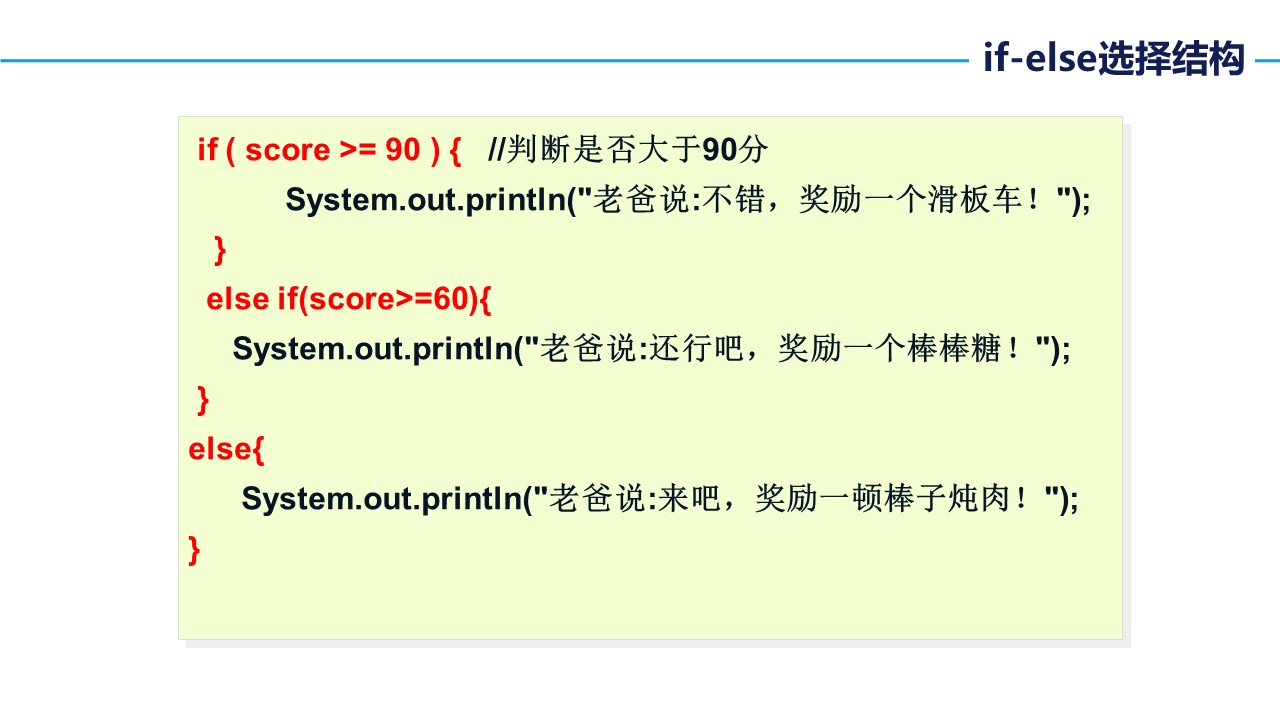 if-else选择结构
if ( score >= 90 ) {   //判断是否大于90分
System.out.println("老爸说:不错，奖励一个滑板车！");
}
else if(score>=60){
System.out.println("老爸说:还行吧，奖励一个棒棒糖！");
}
else{
System.out.println("老爸说:来吧，奖励一顿棒子炖肉！");
}